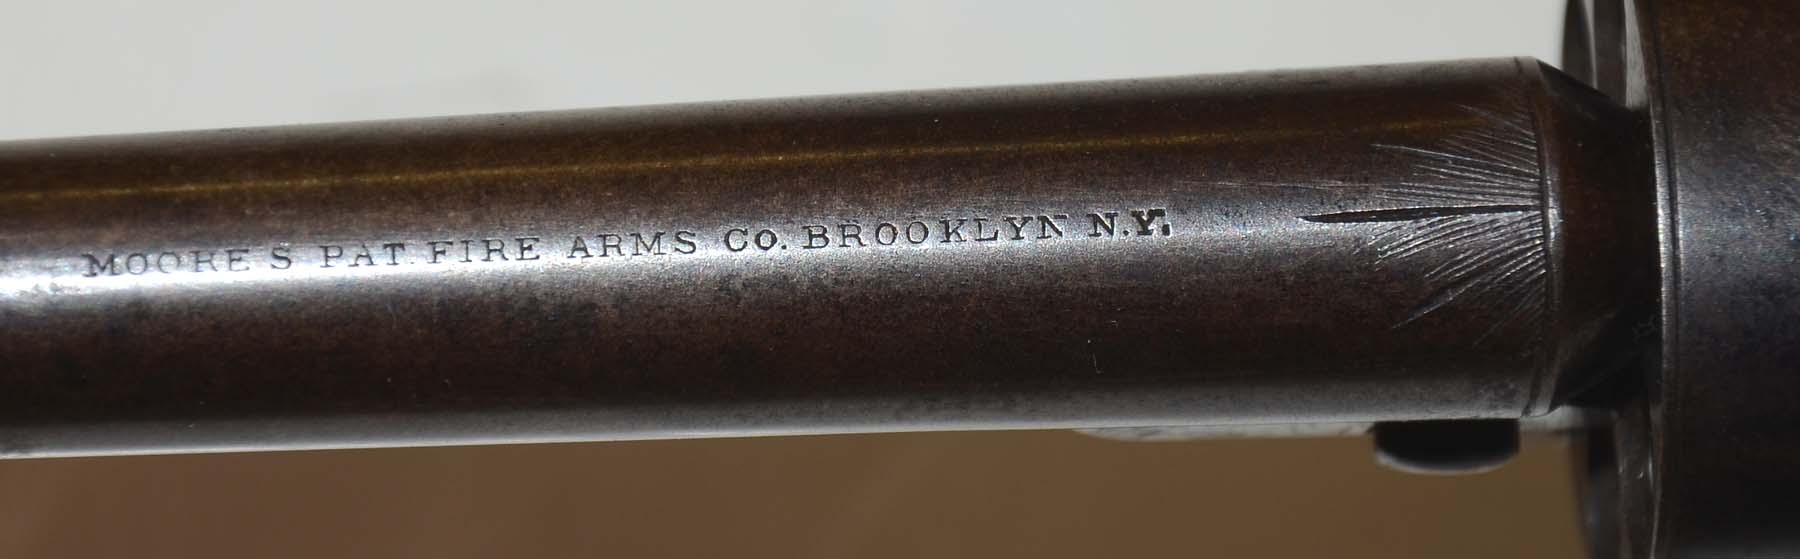 MOORE S PAT. FIRE ARMS CO. BROOKLYN N.Y.